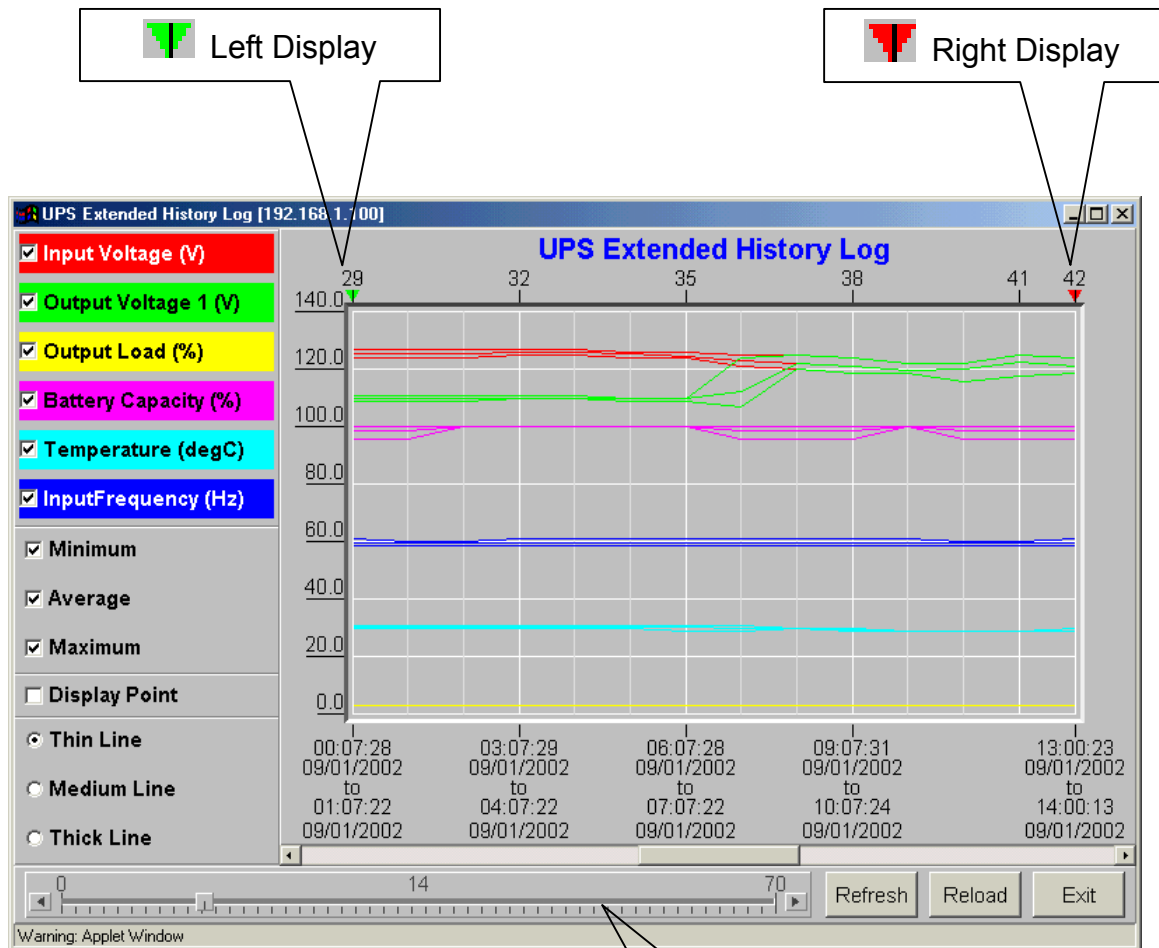 Left Display
Right Display
UPS Extended History Log [192.168.1.100]
Input Voltage (V)
Output Voltage 1 (V)
Output Load (%)
Battery Capacity (%)
Temperature (degC)
InputFrequency (Hz)
Minimum
Average
Maximum
Display Point
Thin Line
Medium Line
Thick Line
UPS Extended History Log
29 32 35 38 41 42
140.0
120.0
100.0
80.0
60.0
40.0
20.0
0.0
00:07:28 03:07:29 06:07:28 09:07:31 13:00:23
09/01/2002 09/01/2002 09/01/2002 09/01/2002 09/01/2002
to to to to to
01:07:22 04:07:22 07:07:22 10:07:24 14:00:13
09/01/2002 09/01/2002 09/01/2002 09/01/2002 09/01/2002
0 14 70
Refresh Reload Exit
Warning: Applet Window